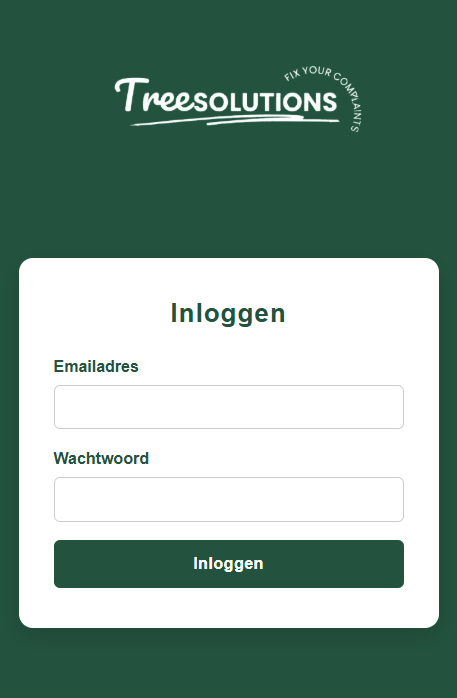 FIX YOUR COMPLAINTS
TreeSOLUTIONS
Inloggen
Emailadres
Wachtwoord
Inloggen